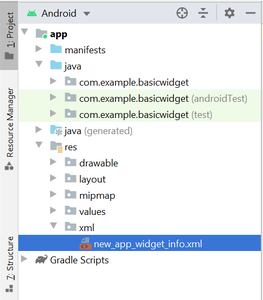 Android
1: Project
Resource Manager
7: Structure
app
manifests
java
com.example.basicwidget
com.example.basicwidget (androidTest)
com.example.basicwidget (test)
java (generated)
res
drawable
layout
mipmap
values
xml
new_app_widget_info.xml
Gradle Scripts